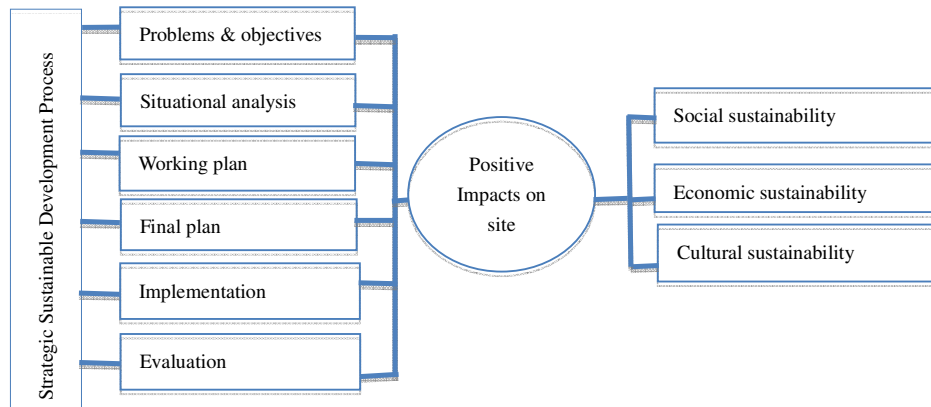 Strategic Sustainable Development Process
Problems & objectives
Situational analysis
Working plan
Final plan
Implementation
Evaluation
Positive
Impacts on
site
Social sustainability
Economic sustainability
Cultural sustainability